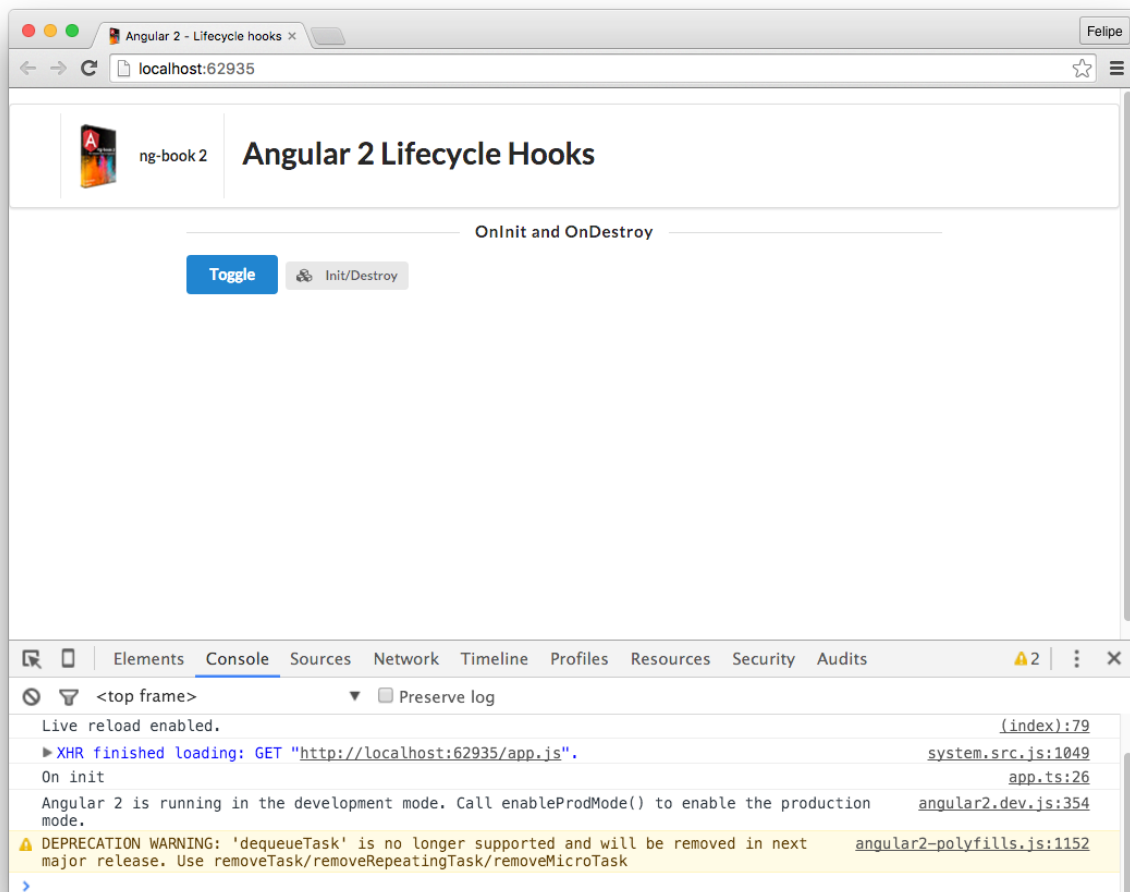 Angular 2 - Lifecycle hooks
Felipe
localhost:62935
ng-book 2
Angular 2 Lifecycle Hooks
OnInit and OnDestroy
Toggle
Init/Destroy
Elements Console Sources Network Timeline Profiles Resources Security Audits 2
<top frame> Preserve log
Live reload enabled. (index):79
XHR finished loading: GET "http://localhost:62935/app.js". system.src.js:1049
On init app.ts:26
Angular 2 is running in the development mode. Call enableProdMode() to enable the production angular2.dev.js:354
mode.
DEPRECATION WARNING: 'dequeueTask' is no longer supported and will be removed in next angular2-polyfills.js:1152
major release. Use removeTask/removeRepeatingTask/removeMicroTask